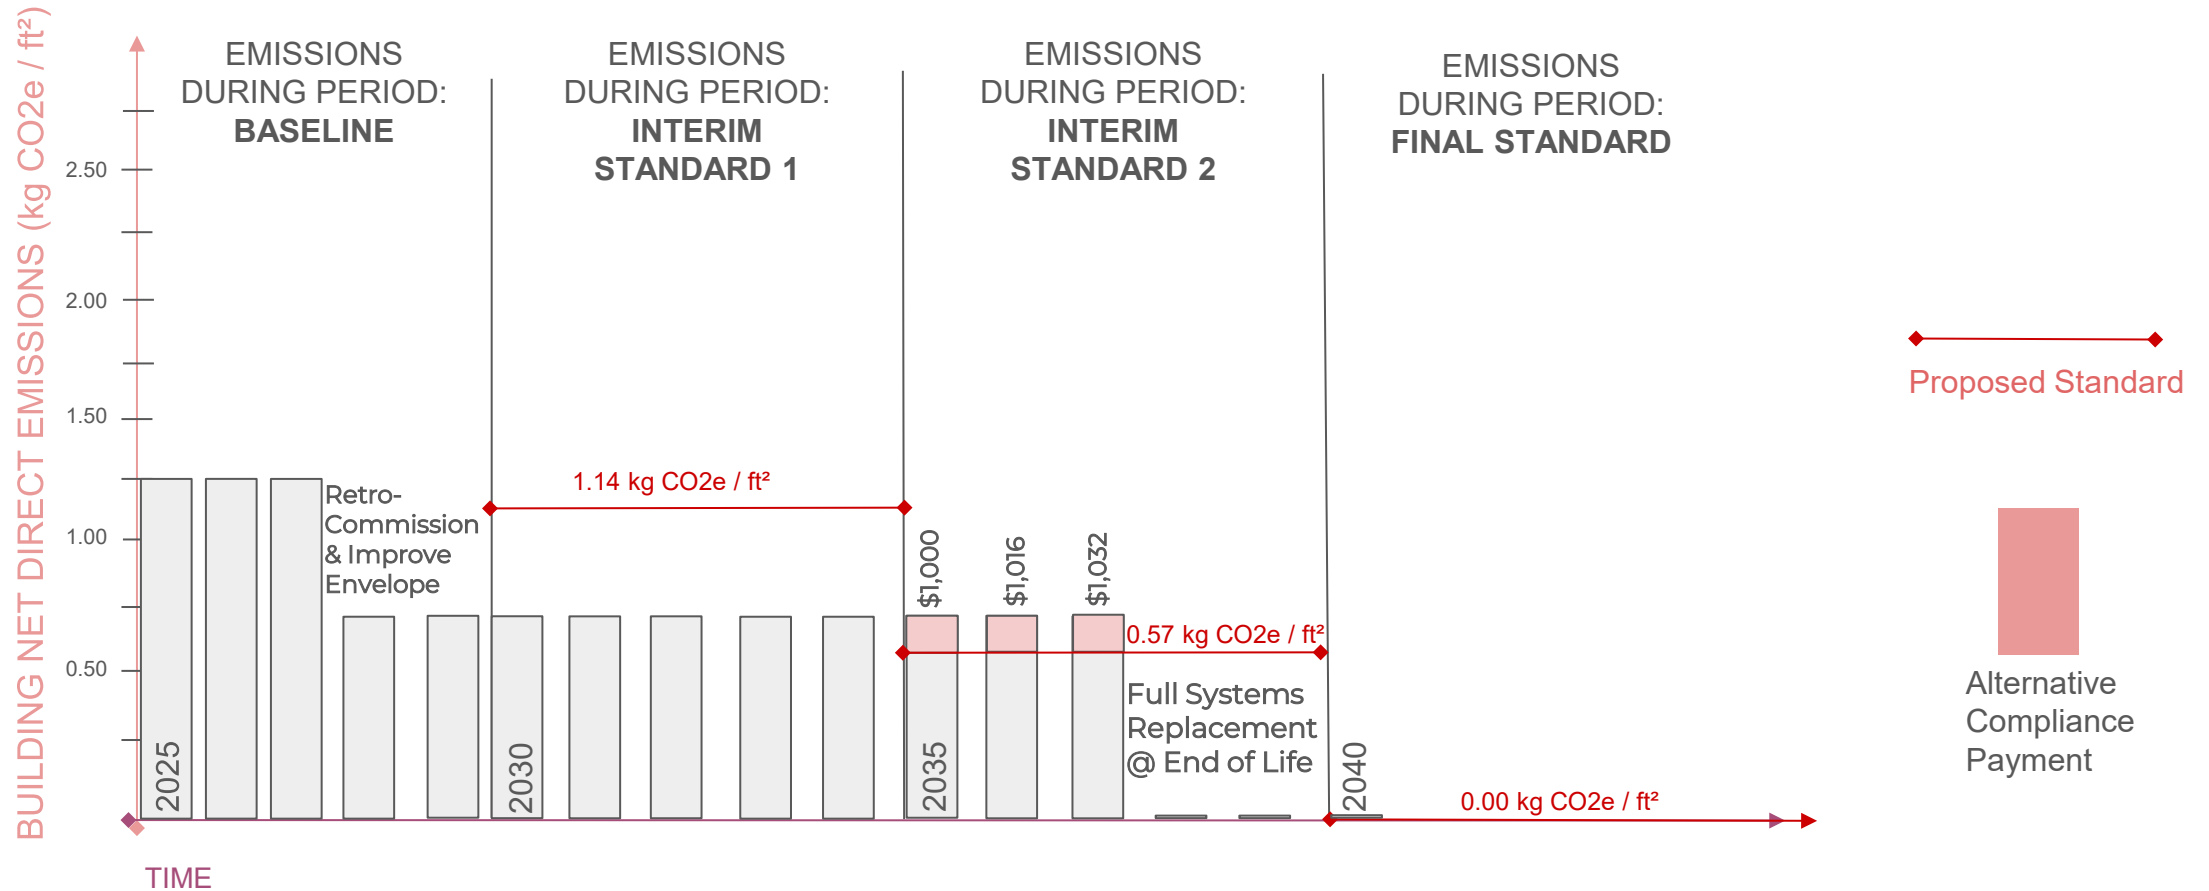 BUILDING NET DIRECT EMISSIONS (kg CO2e / ft²)
EMISSIONS
DURING PERIOD:
BASELINE
EMISSIONS
DURING PERIOD:
INTERIM
STANDARD 1
EMISSIONS
DURING PERIOD:
INTERIM
STANDARD 2
EMISSIONS
DURING PERIOD:
FINAL STANDARD
2.50
2.00
1.50
1.00
0.50
Retro-
Commission
& Improve
Envelope
1.14 kg CO2e / ft²
$1,000
$1,016
$1,032
0.57 kg CO2e / ft²
Full Systems
Replacement
@ End of Life
0.00 kg CO2e / ft²
2025
2030
2035
2040
TIME
Proposed Standard
Alternative
Compliance
Payment